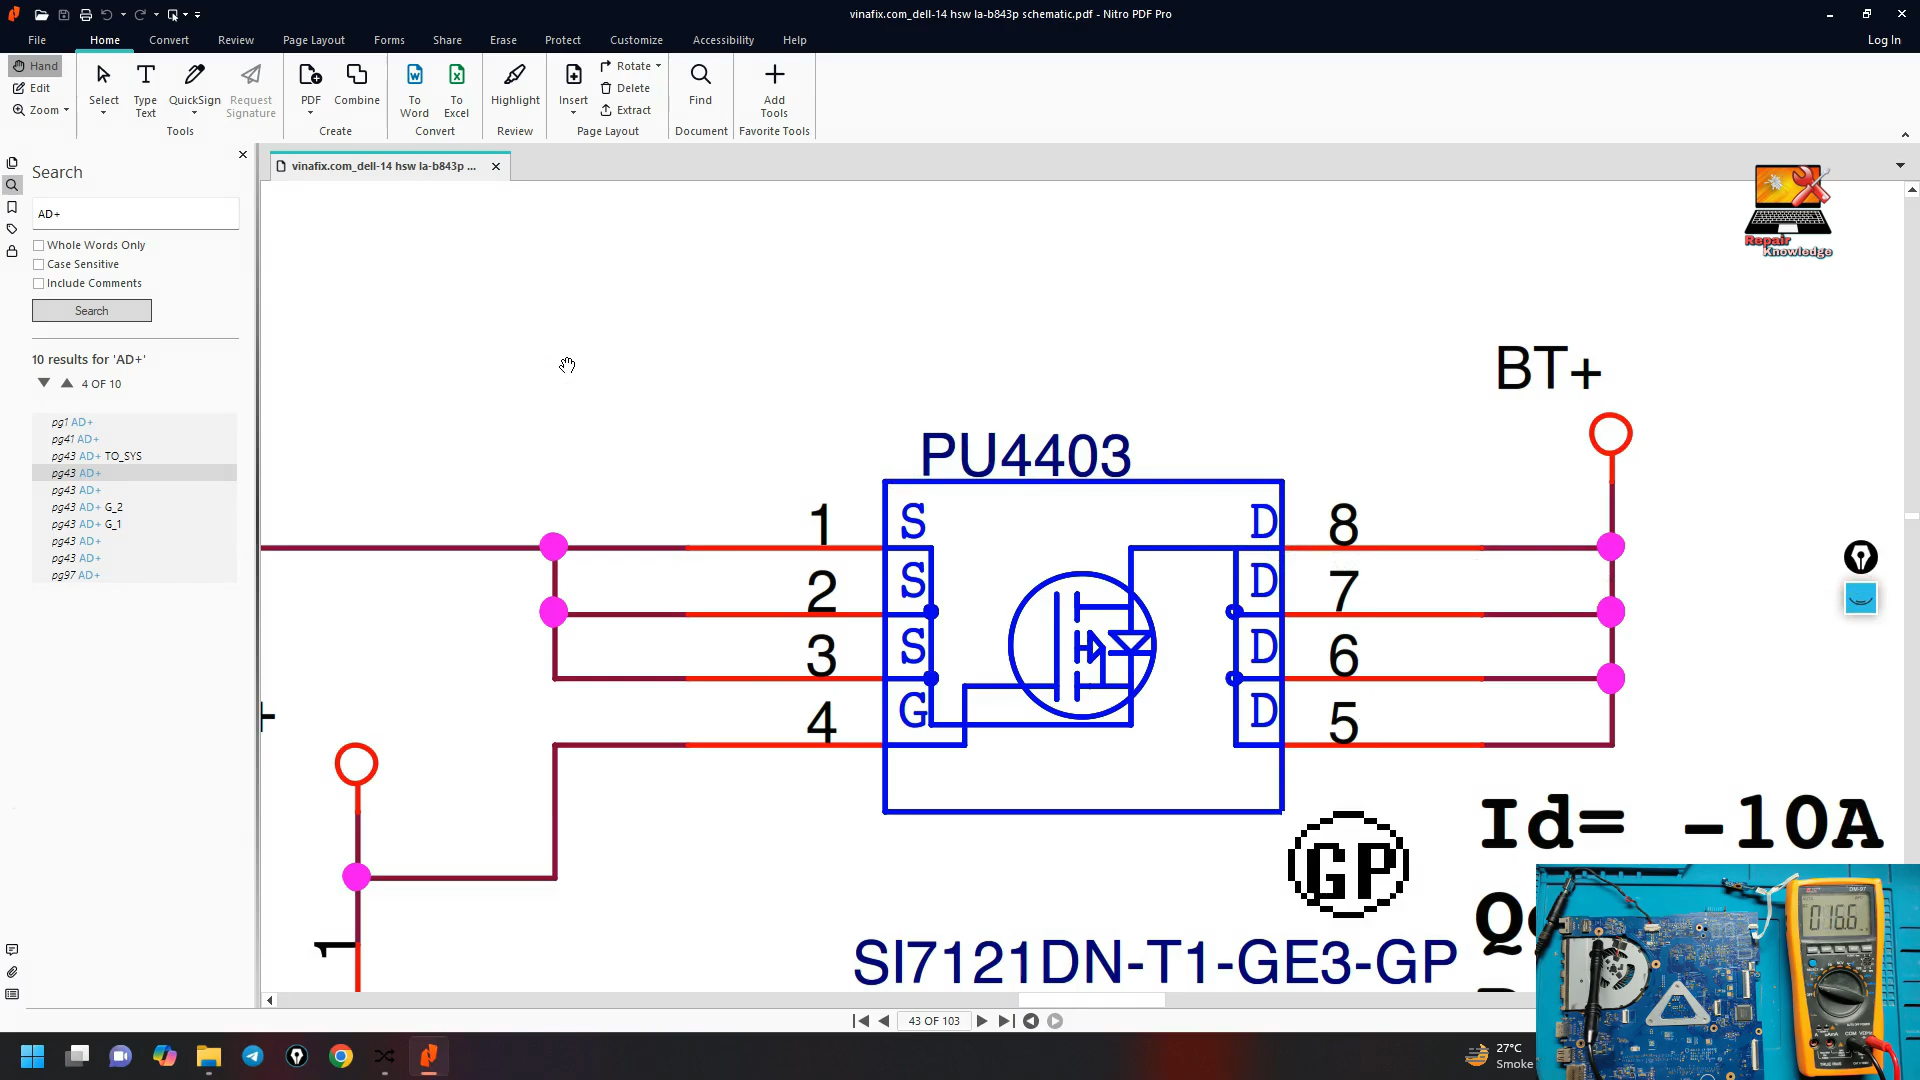 vinafix.com_dell-14 hsw la-b843p schematic.pdf - Nitro PDF Pro
File Home Convert Review Page Layout Forms Share Erase Protect Customize Accessibility Help Log In
Hand
Edit
Zoom
Select
Type Text
QuickSign
Request Signature
Tools
PDF
Combine
Create
To Word
To Excel
Convert
Highlight
Review
Insert
Rotate
Delete
Extract
Page Layout
Find
Document
Add Tools
Favorite Tools
Search
AD+
Whole Words Only
Case Sensitive
Include Comments
Search
10 results for 'AD+'
4 OF 10
pg1 AD+
pg41 AD+
pg43 AD+ TO_SYS
pg43 AD+
pg43 AD+
pg43 AD+ G_2
pg43 AD+ G_1
pg43 AD+
pg43 AD+
pg97 AD+
vinafix.com_dell-14 hsw la-b843p ...
Repair Knowledge
BT+
PU4403
1 S D 8
2 S D 7
3 S D 6
4 G D 5
+
1
GP
Id= -10A
SI7121DN-T1-GE3-GP
43 OF 103
27°C
Smoke
016.6